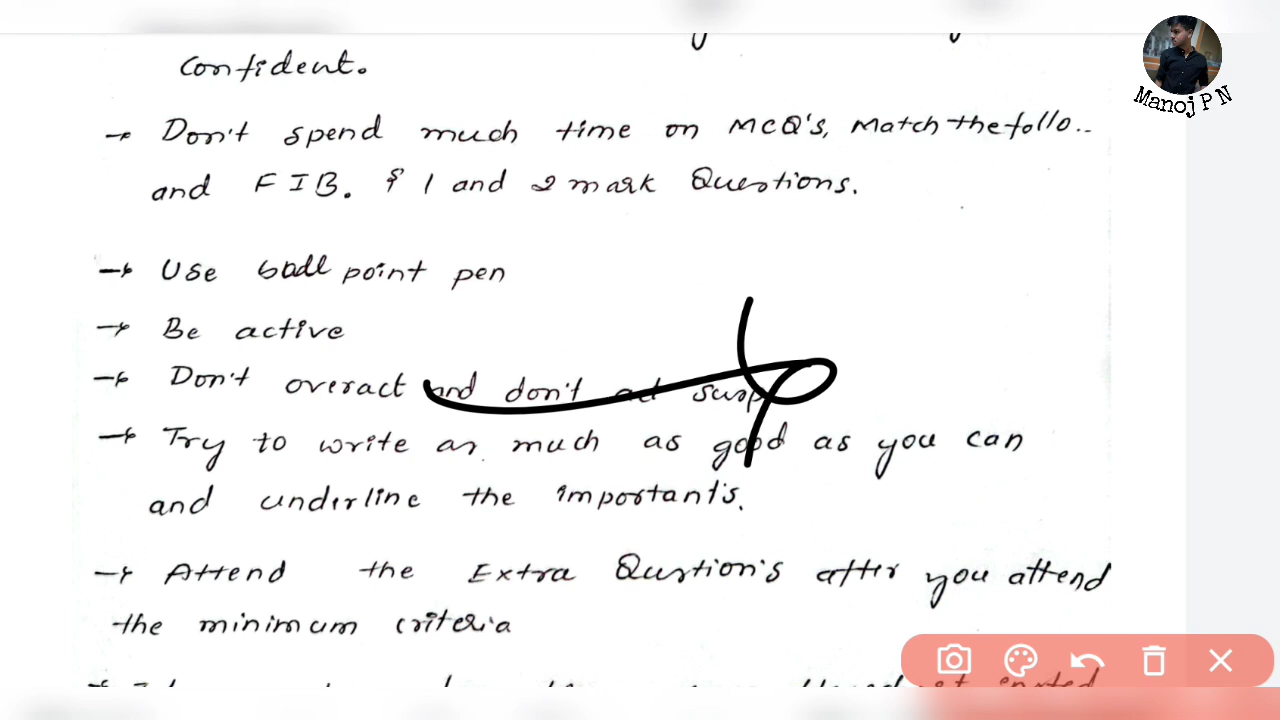 confident.
Manoj P N
→ Don't spend much time on MCQ's, Match the follo..
and FIB. & 1 and 2 mark Questions.
→ Use ball point pen
→ Be active
→ Don't overact and don't act
→ Try to write as much as good as you can
and underline the important's.
→ Attend the Extra Qustion's after you attend
the minimum criteria